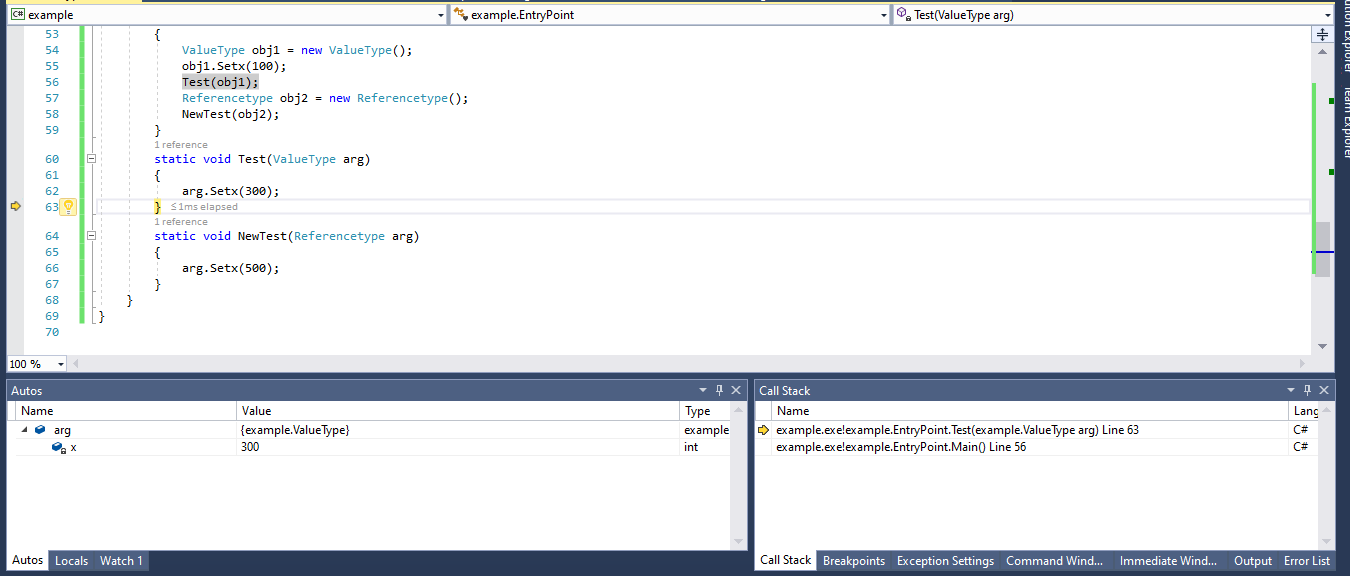 example example.EntryPoint Test(ValueType arg)
53 {
54 ValueType obj1 = new ValueType();
55 obj1.Setx(100);
56 Test(obj1);
57 Referencetype obj2 = new Referencetype();
58 NewTest(obj2);
59 }
1 reference
60 static void Test(ValueType arg)
61 {
62 arg.Setx(300);
63 } ≤1ms elapsed
1 reference
64 static void NewTest(Referencetype arg)
65 {
66 arg.Setx(500);
67 }
68 }
69 }
70
100 %
Autos
Name Value Type
arg {example.ValueType} example
x 300 int
Autos Locals Watch 1
Call Stack
Name Lang
example.exe!example.EntryPoint.Test(example.ValueType arg) Line 63 C#
example.exe!example.EntryPoint.Main() Line 56 C#
Call Stack Breakpoints Exception Settings Command Wind... Immediate Wind... Output Error List
Explorer
Team Explorer